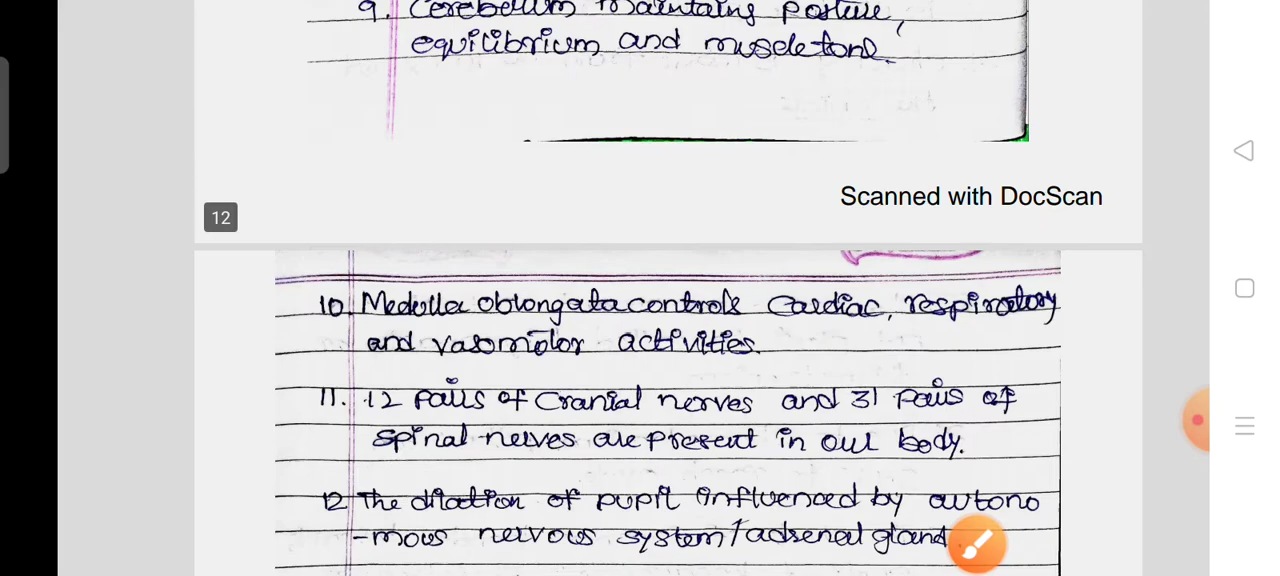 9. Cerebellum Maintains posture,
equilibrium and muscletone.
Scanned with DocScan
12
10. Medulla oblongata controls Cardiac, respiratory
and vasomotor activities.
11. 12 pairs of Cranial nerves and 31 pairs of
spinal nerves are present in our body.
12 The dilation of pupil influenced by autono
-mous nervous system/adrenal gland